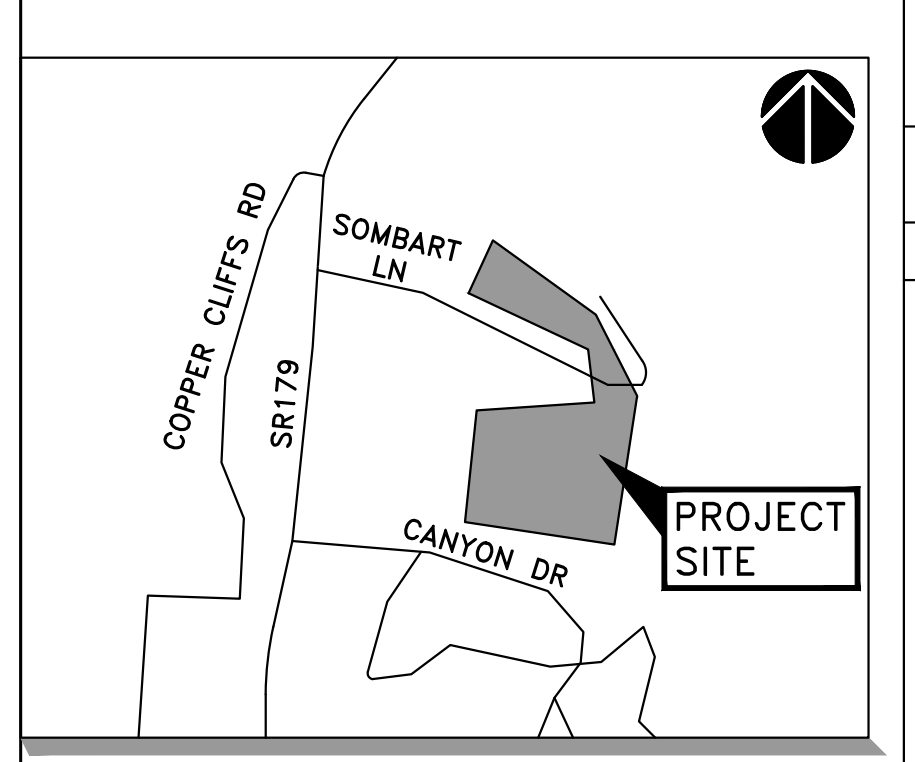 COPPER CLIFFS RD
SOMBART
LN
SR179
CANYON DR
PROJECT
SITE